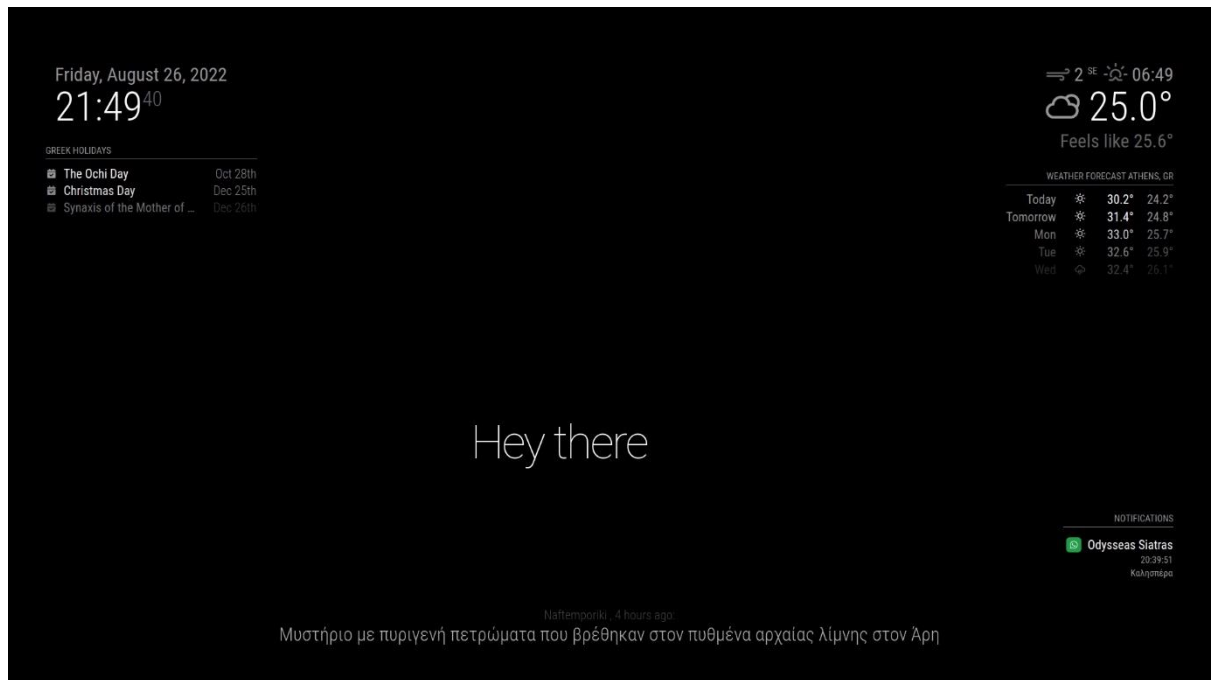 Friday, August 26, 2022
21:49 40
GREEK HOLIDAYS
The Ochi Day Oct 28th
Christmas Day Dec 25th
Synaxis of the Mother of ... Dec 26th
2 SE 06:49
25.0°
Feels like 25.6°
WEATHER FORECAST ATHENS, GR
Today 30.2° 24.2°
Tomorrow 31.4° 24.8°
Mon 33.0° 25.7°
Tue 32.6° 25.9°
Wed 32.4° 26.1°
Hey there
NOTIFICATIONS
Odysseas Siatras
20:39:51
Καλησπέρα
Naftemporiki , 4 hours ago:
Μυστήριο με πυριγενή πετρώματα που βρέθηκαν στον πυθμένα αρχαίας λίμνης στον Άρη